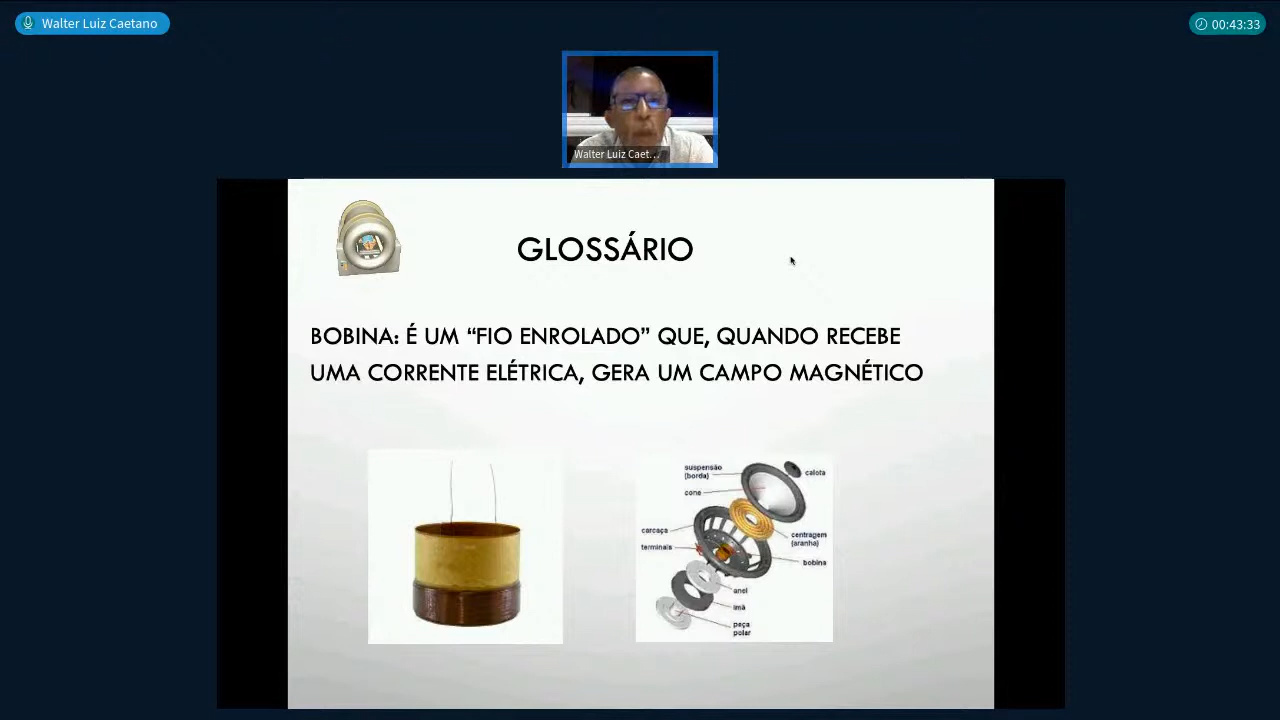 Walter Luiz Caetano
00:43:33
Walter Luiz Caet...
GLOSSÁRIO
BOBINA: É UM “FIO ENROLADO” QUE, QUANDO RECEBE
UMA CORRENTE ELÉTRICA, GERA UM CAMPO MAGNÉTICO
suspensão
(borda)
calota
cone
carcaça
centragem
(aranha)
terminais
bobina
anel
imã
peça
polar